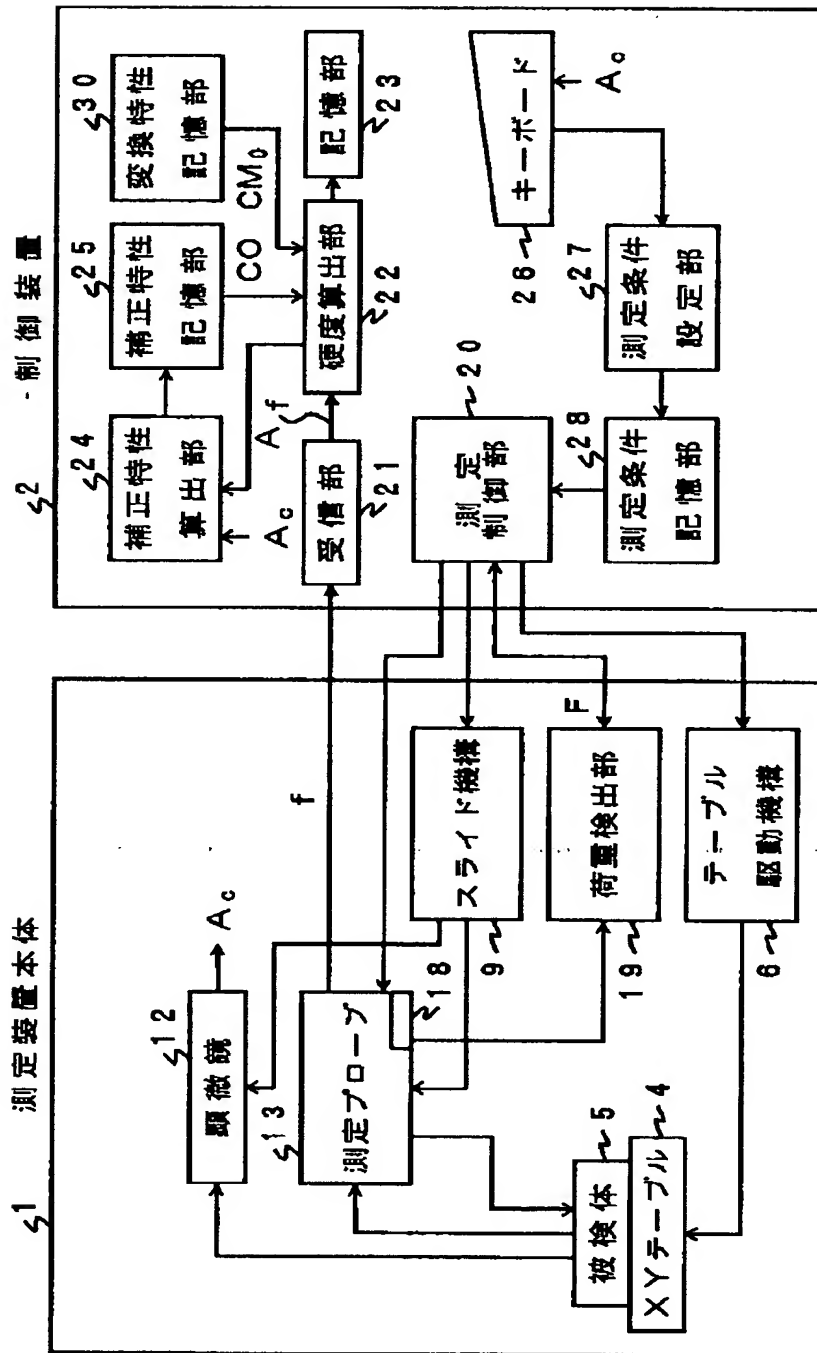 測定装置本体
1
顕微鏡
12
Ac
測定プローブ
13
18
f
スライド機構
18
9
荷重検出部
19
F
テーブル
駆動機構
6
被検体
5
XYテーブル
4
制御装置
2
補正特性
算出部
24
Ac
補正特性
記憶部
25
変換特性
記憶部
30
CO
CM0
受信部
21
Af
硬度算出部
22
記憶部
23
測定
制御部
20
キーボード
26
Ac
測定条件
設定部
27
測定条件
記憶部
28